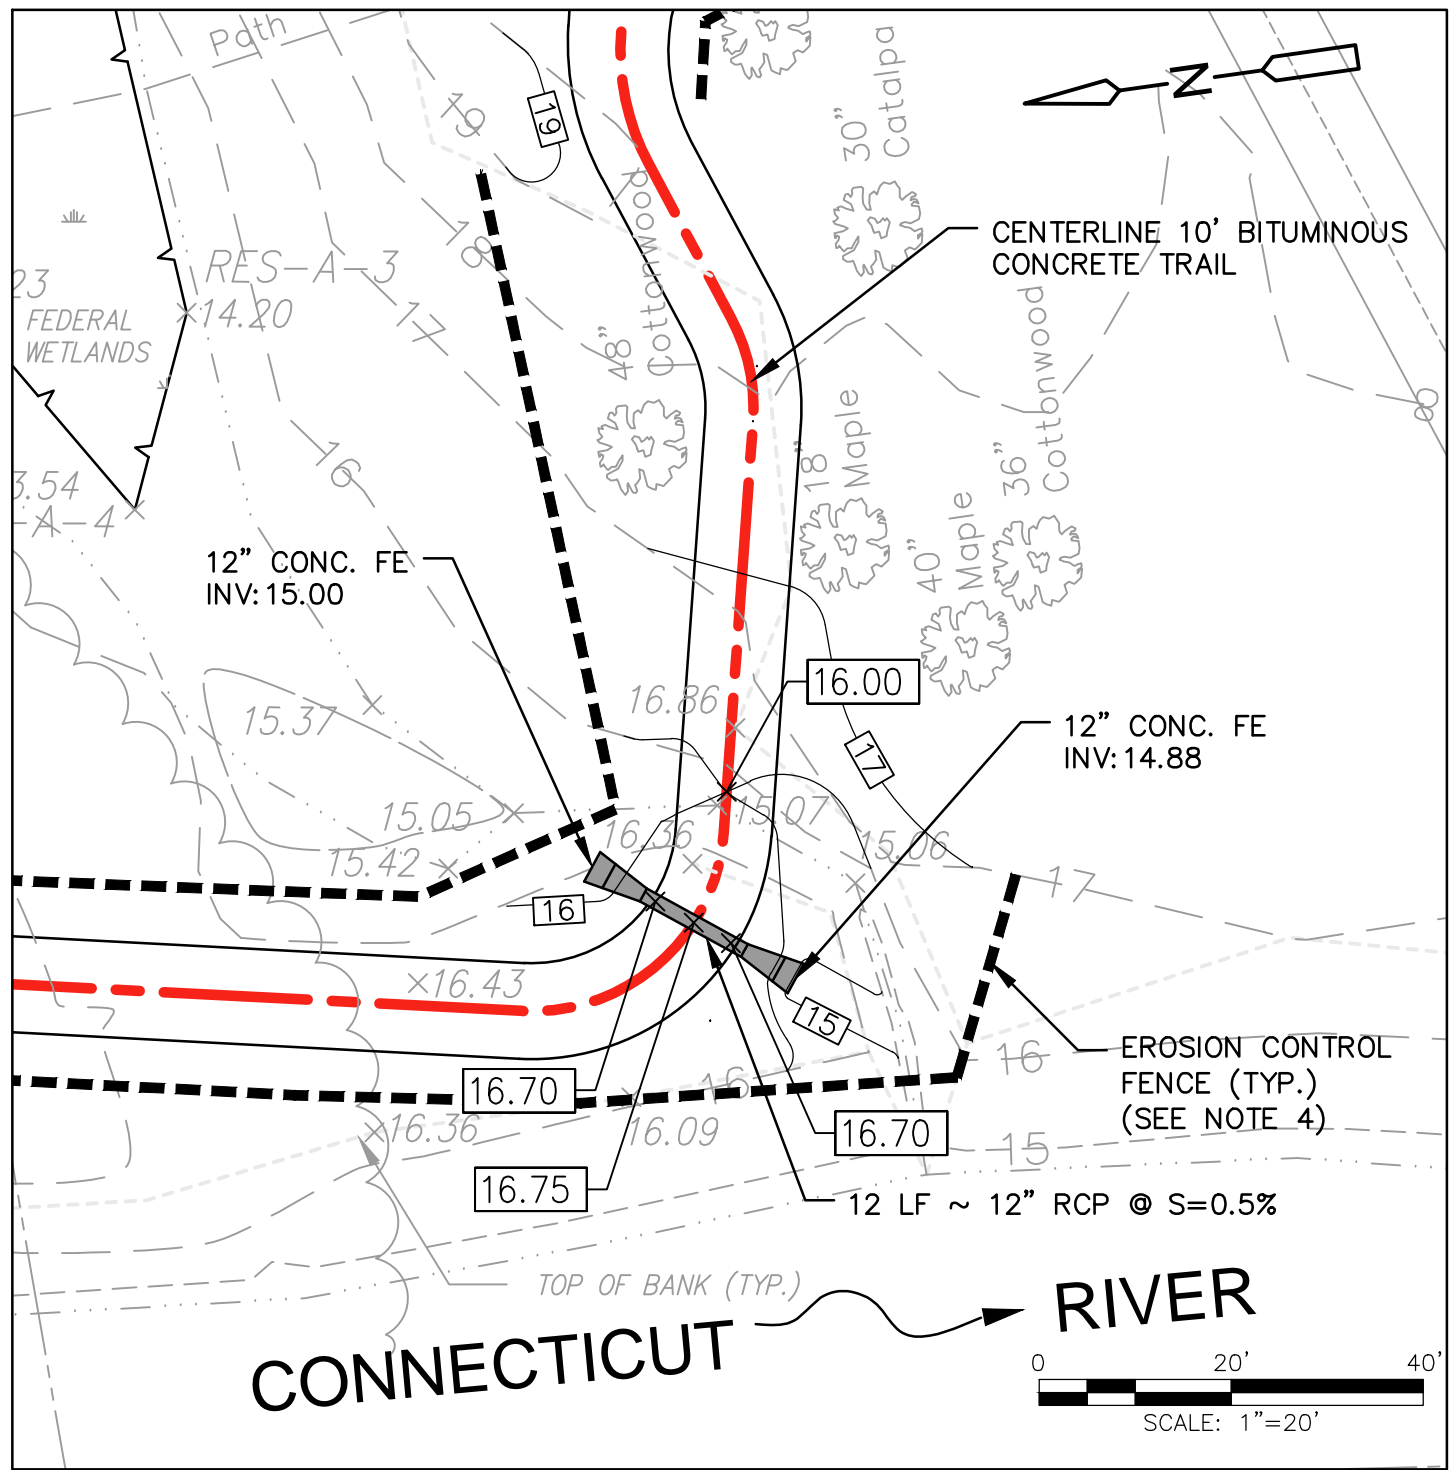 Path
19
19
30"
Catalpa
N
CENTERLINE 10' BITUMINOUS
CONCRETE TRAIL
18
RES-A-3
14.20
23
FEDERAL
WETLANDS
17
48"
Cottonwood
Cottonwood
36"
18"
Maple
40"
Maple
8
16
3.54
-A-4
12" CONC. FE
INV: 15.00
16.00
16.86
15.37
17
12" CONC. FE
INV: 14.88
15.05
15.07
16.36
15.06
15.42
17
16
×16.43
15
16
EROSION CONTROL
FENCE (TYP.)
(SEE NOTE 4)
16.70
16
16.36
16.09
16.70
15
16.75
12 LF ~ 12" RCP @ S=0.5%
TOP OF BANK (TYP.)
CONNECTICUT RIVER
0 20' 40'
SCALE: 1"=20'